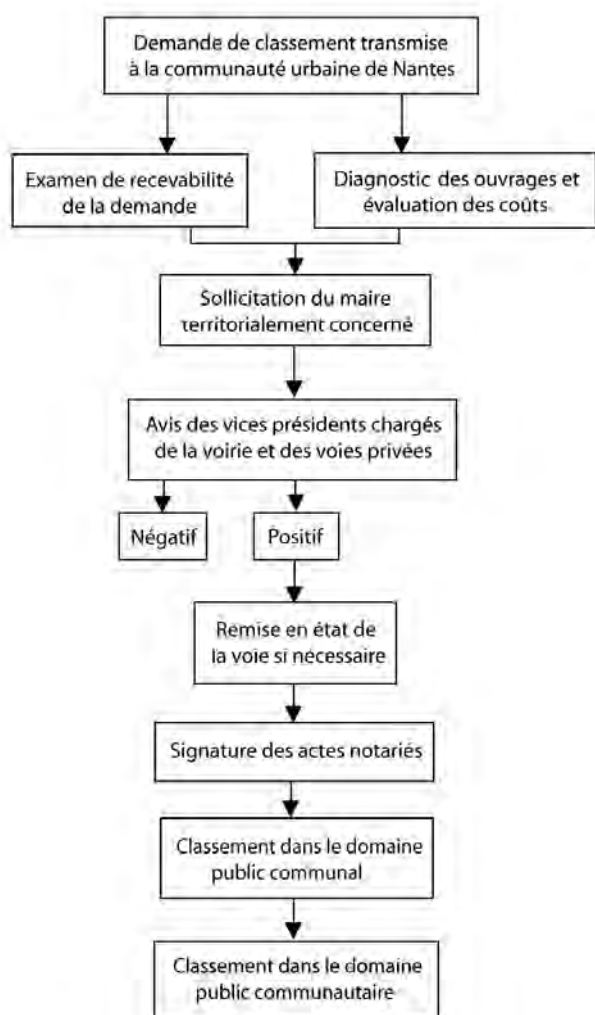 Demande de classement transmise
à la communauté urbaine de Nantes
Examen de recevabilité
de la demande
Diagnostic des ouvrages et
évaluation des coûts
Sollicitation du maire
territorialement concerné
Avis des vices présidents chargés
de la voirie et des voies privées
Négatif
Positif
Remise en état de
la voie si nécessaire
Signature des actes notariés
Classement dans le domaine
public communal
Classement dans le domaine
public communautaire